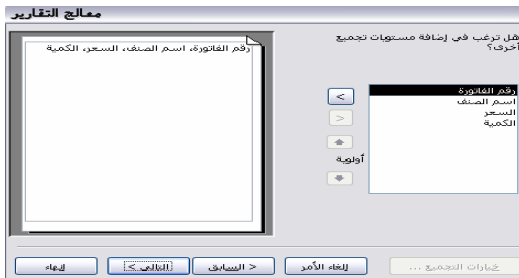 معالج التقارير
هل ترغب في إضافة مستويات تجميع
أخرى؟
رقم الفاتورة
اسم الصنف
السعر
الكمية
>
<
أولوية
رقم الفاتورة، اسم الصنف، السعر، الكمية
خيارات التجميع ...
إلغاء الأمر
< السابق
التالي >
إنهاء